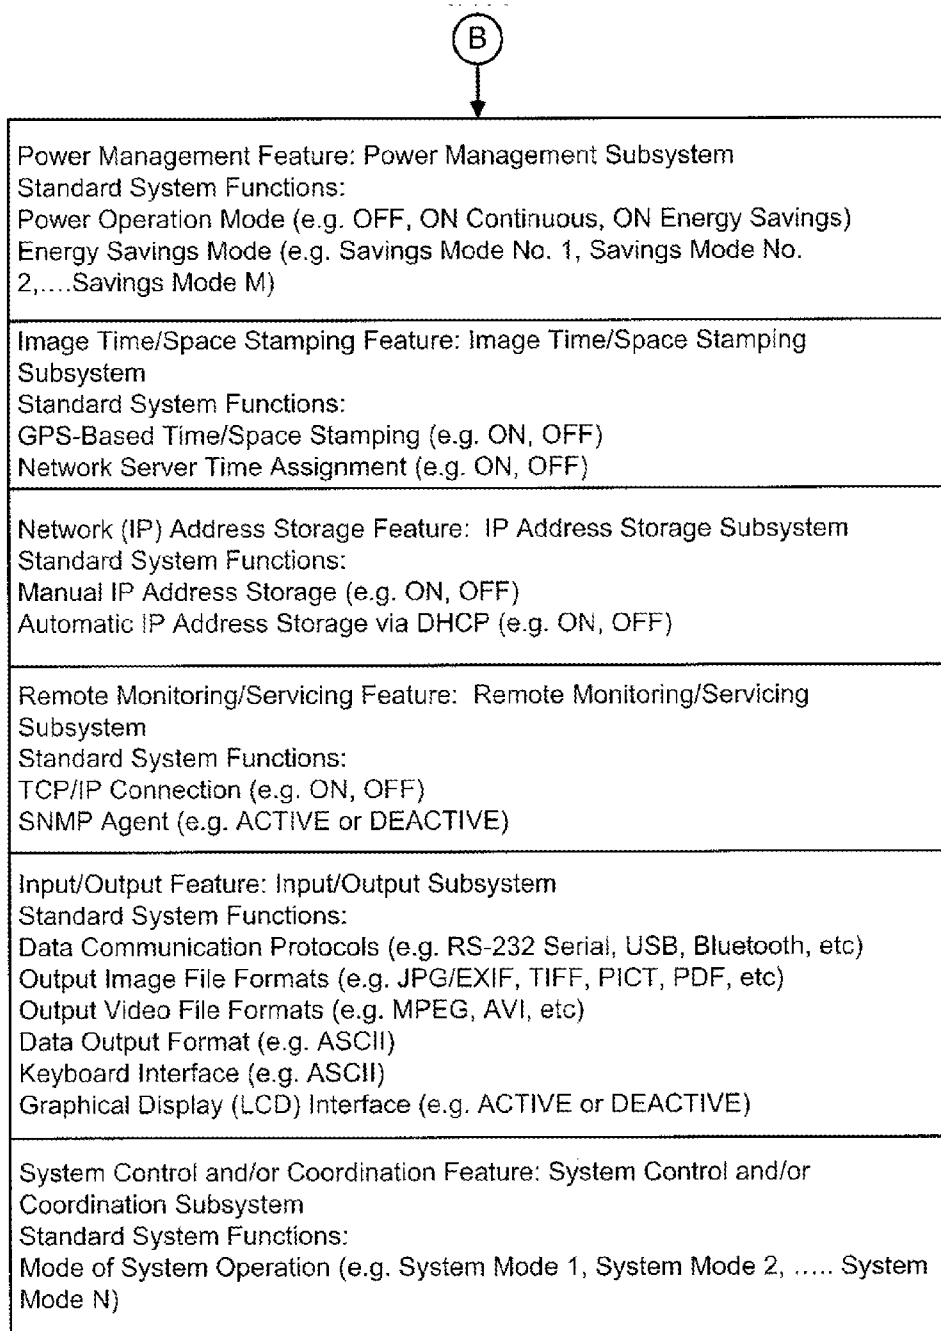 B
Power Management Feature: Power Management Subsystem
Standard System Functions:
Power Operation Mode (e.g. OFF, ON Continuous, ON Energy Savings)
Energy Savings Mode (e.g. Savings Mode No. 1, Savings Mode No.
2,....Savings Mode M)
Image Time/Space Stamping Feature: Image Time/Space Stamping
Subsystem
Standard System Functions:
GPS-Based Time/Space Stamping (e.g. ON, OFF)
Network Server Time Assignment (e.g. ON, OFF)
Network (IP) Address Storage Feature: IP Address Storage Subsystem
Standard System Functions:
Manual IP Address Storage (e.g. ON, OFF)
Automatic IP Address Storage via DHCP (e.g. ON, OFF)
Remote Monitoring/Servicing Feature: Remote Monitoring/Servicing
Subsystem
Standard System Functions:
TCP/IP Connection (e.g. ON, OFF)
SNMP Agent (e.g. ACTIVE or DEACTIVE)
Input/Output Feature: Input/Output Subsystem
Standard System Functions:
Data Communication Protocols (e.g. RS-232 Serial, USB, Bluetooth, etc)
Output Image File Formats (e.g. JPG/EXIF, TIFF, PICT, PDF, etc)
Output Video File Formats (e.g. MPEG, AVI, etc)
Data Output Format (e.g. ASCII)
Keyboard Interface (e.g. ASCII)
Graphical Display (LCD) Interface (e.g. ACTIVE or DEACTIVE)
System Control and/or Coordination Feature: System Control and/or
Coordination Subsystem
Standard System Functions:
Mode of System Operation (e.g. System Mode 1, System Mode 2, ..... System
Mode N)